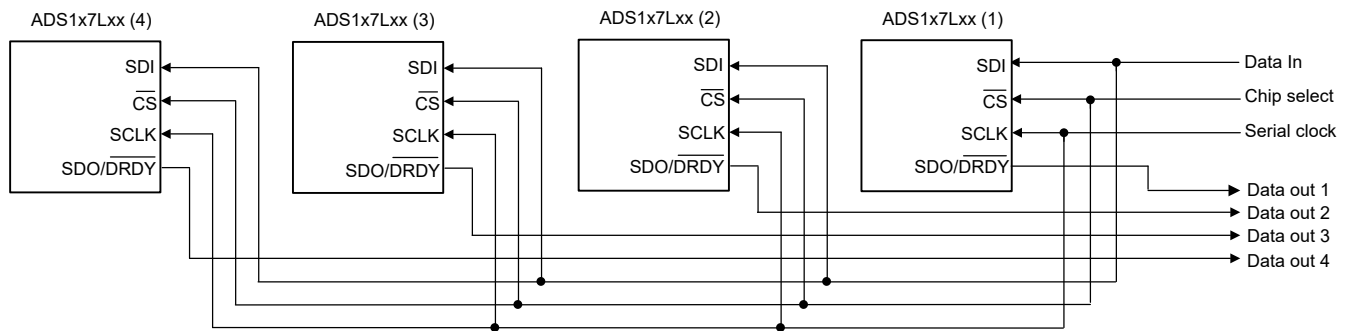 ADS1x7Lxx (4)
ADS1x7Lxx (3)
ADS1x7Lxx (2)
ADS1x7Lxx (1)
SDI
CS
SCLK
SDO/DRDY
SDI
CS
SCLK
SDO/DRDY
SDI
CS
SCLK
SDO/DRDY
SDI
CS
SCLK
SDO/DRDY
Data In
Chip select
Serial clock
Data out 1
Data out 2
Data out 3
Data out 4